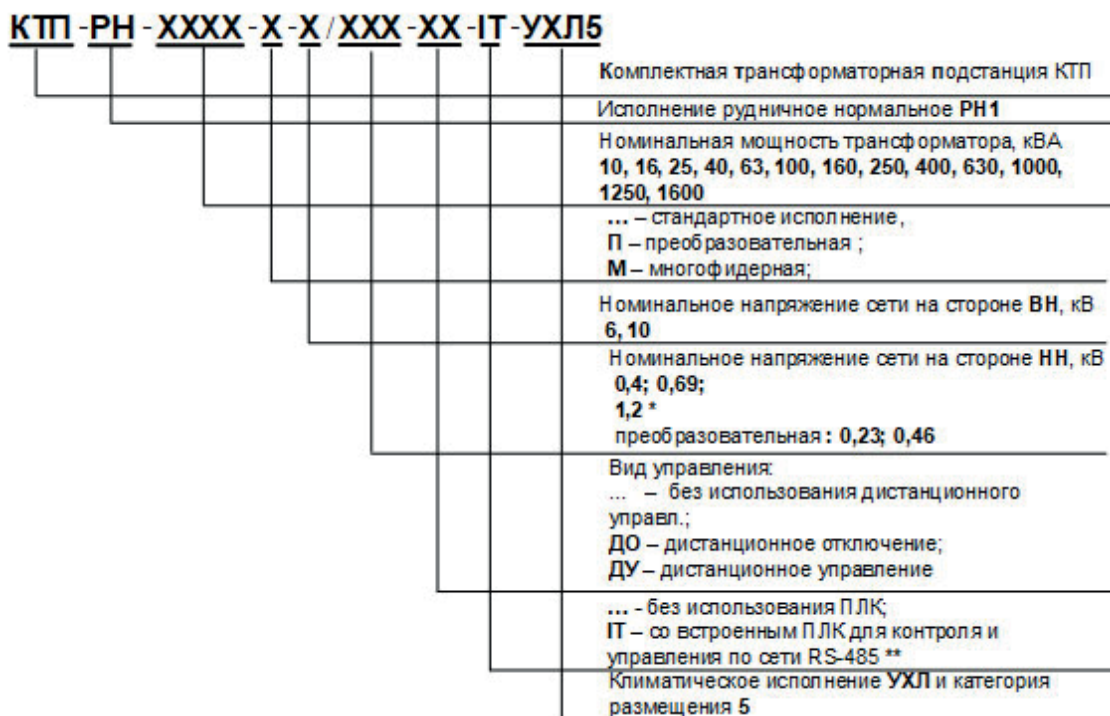 КТП -РН -ХХХХ -Х -Х / ХХХ -ХХ -IT -УХЛ5
Комплектная трансформаторная подстанция КТП
Исполнение рудничное нормальное РН1
Номинальная мощность трансформатора, кВА
10, 16, 25, 40, 63, 100, 160, 250, 400, 630, 1000,
1250, 1600
... – стандартное исполнение,
П – преобразовательная ;
М – многофидерная;
Номинальное напряжение сети на стороне ВН, кВ
6, 10
Номинальное напряжение сети на стороне НН, кВ
0,4; 0,69;
1,2 *
преобразовательная : 0,23; 0,46
Вид управления:
... – без использования дистанционного
управл.;
ДО – дистанционное отключение;
ДУ – дистанционное управление
... - без использования ПЛК;
IT – со встроенным ПЛК для контроля и
управления по сети RS-485 **
Климатическое исполнение УХЛ и категория
размещения 5